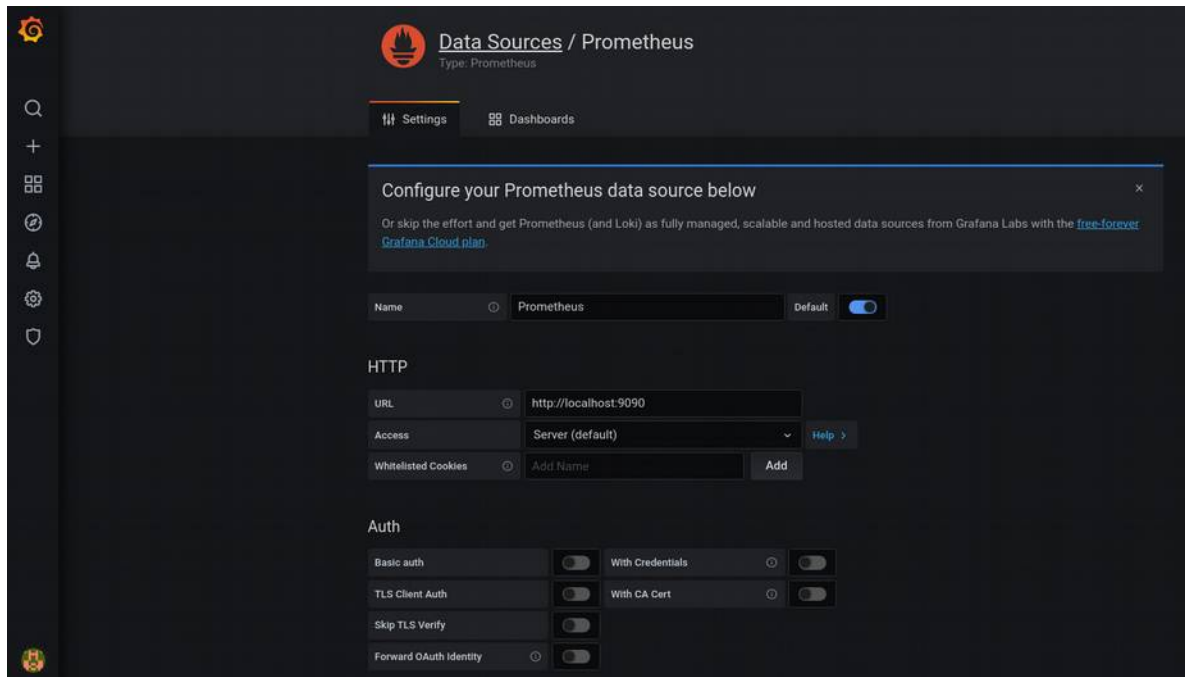 Data Sources / Prometheus
Type: Prometheus
Settings
Dashboards
Configure your Prometheus data source below
Or skip the effort and get Prometheus (and Loki) as fully managed, scalable and hosted data sources from Grafana Labs with the free-forever
Grafana Cloud plan.
Name Prometheus Default
HTTP
URL http://localhost:9090
Access Server (default) Help >
Whitelisted Cookies Add Name Add
Auth
Basic auth With Credentials
TLS Client Auth With CA Cert
Skip TLS Verify
Forward OAuth Identity